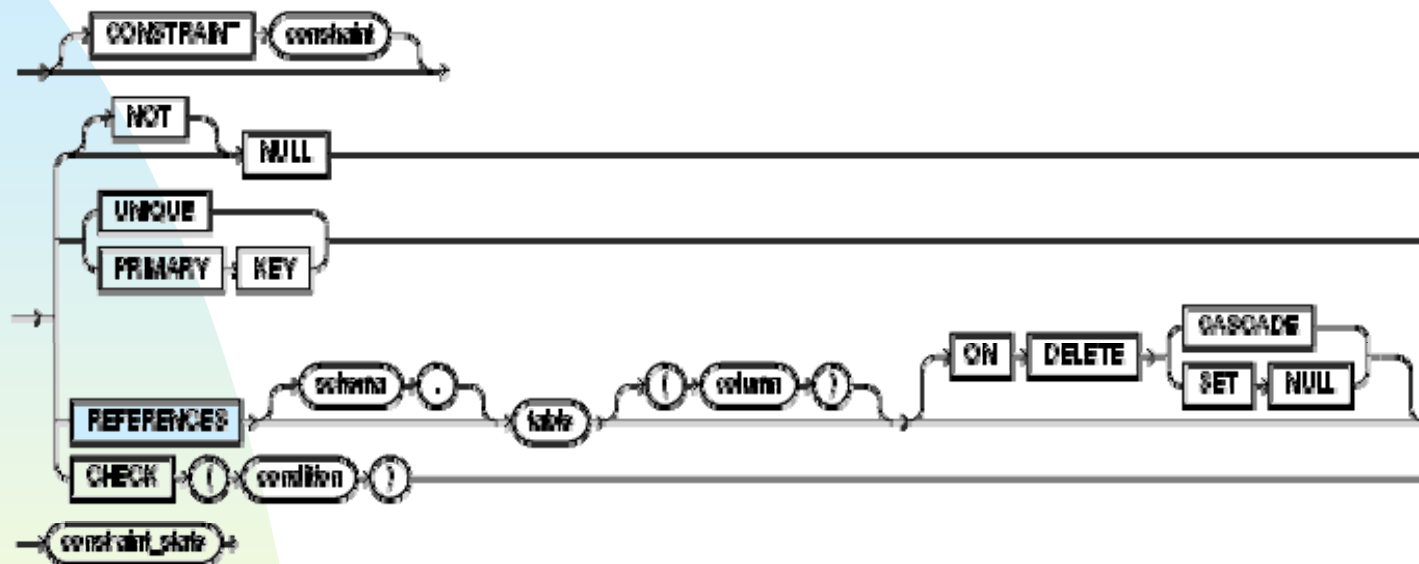 CONSTRAINT constraint
NOT
NULL
UNIQUE
PRIMARY KEY
CASCADE
ON DELETE
SET NULL
schema .
( column )
REFERENCES
table
CHECK ( condition )
constraint_state